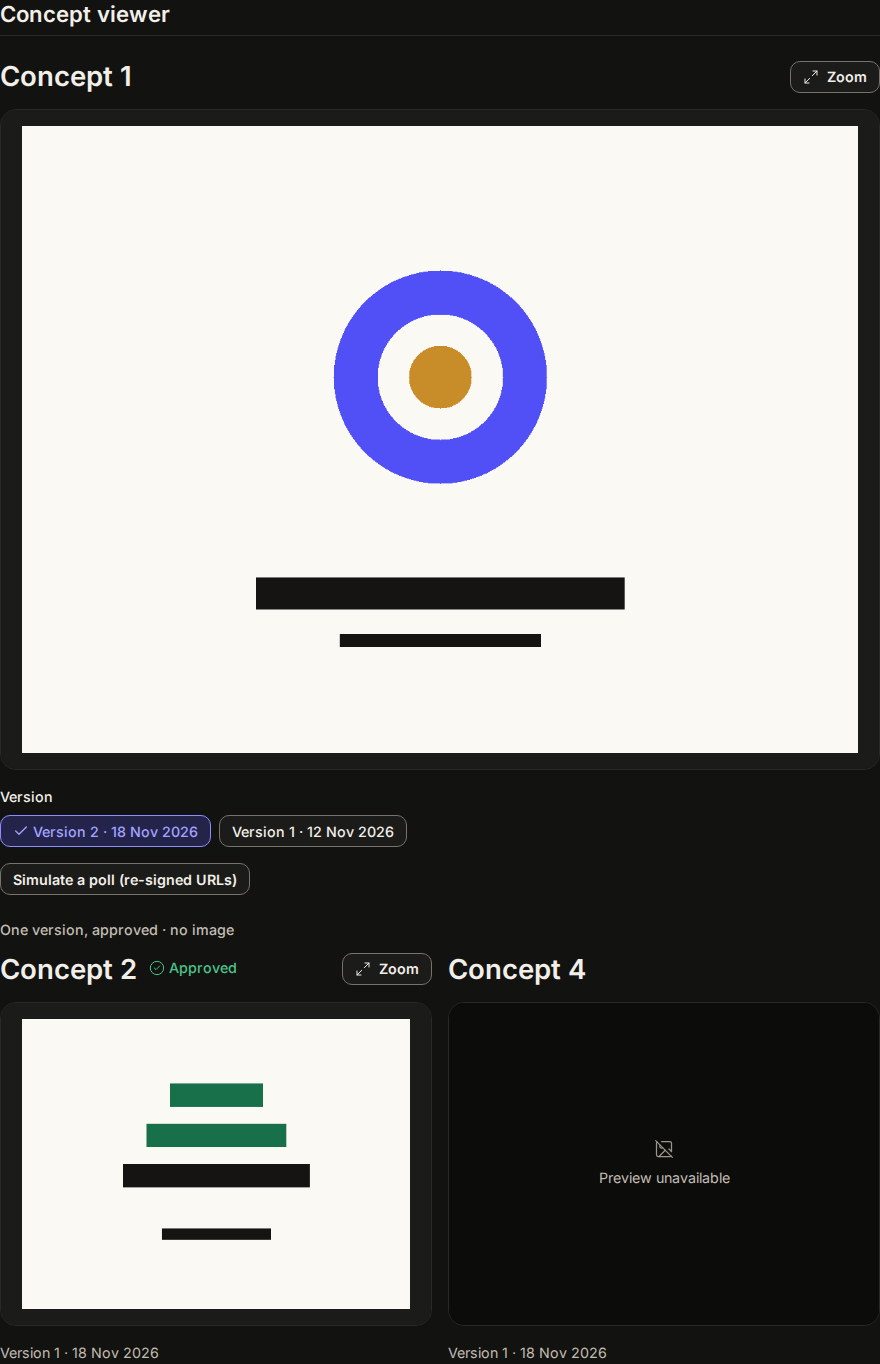 Concept viewer
Concept 1
Zoom
Version
Version 2 · 18 Nov 2026
Version 1 · 12 Nov 2026
Simulate a poll (re-signed URLs)
One version, approved · no image
Concept 2
Approved
Zoom
Concept 4
Preview unavailable
Version 1 · 18 Nov 2026
Version 1 · 18 Nov 2026